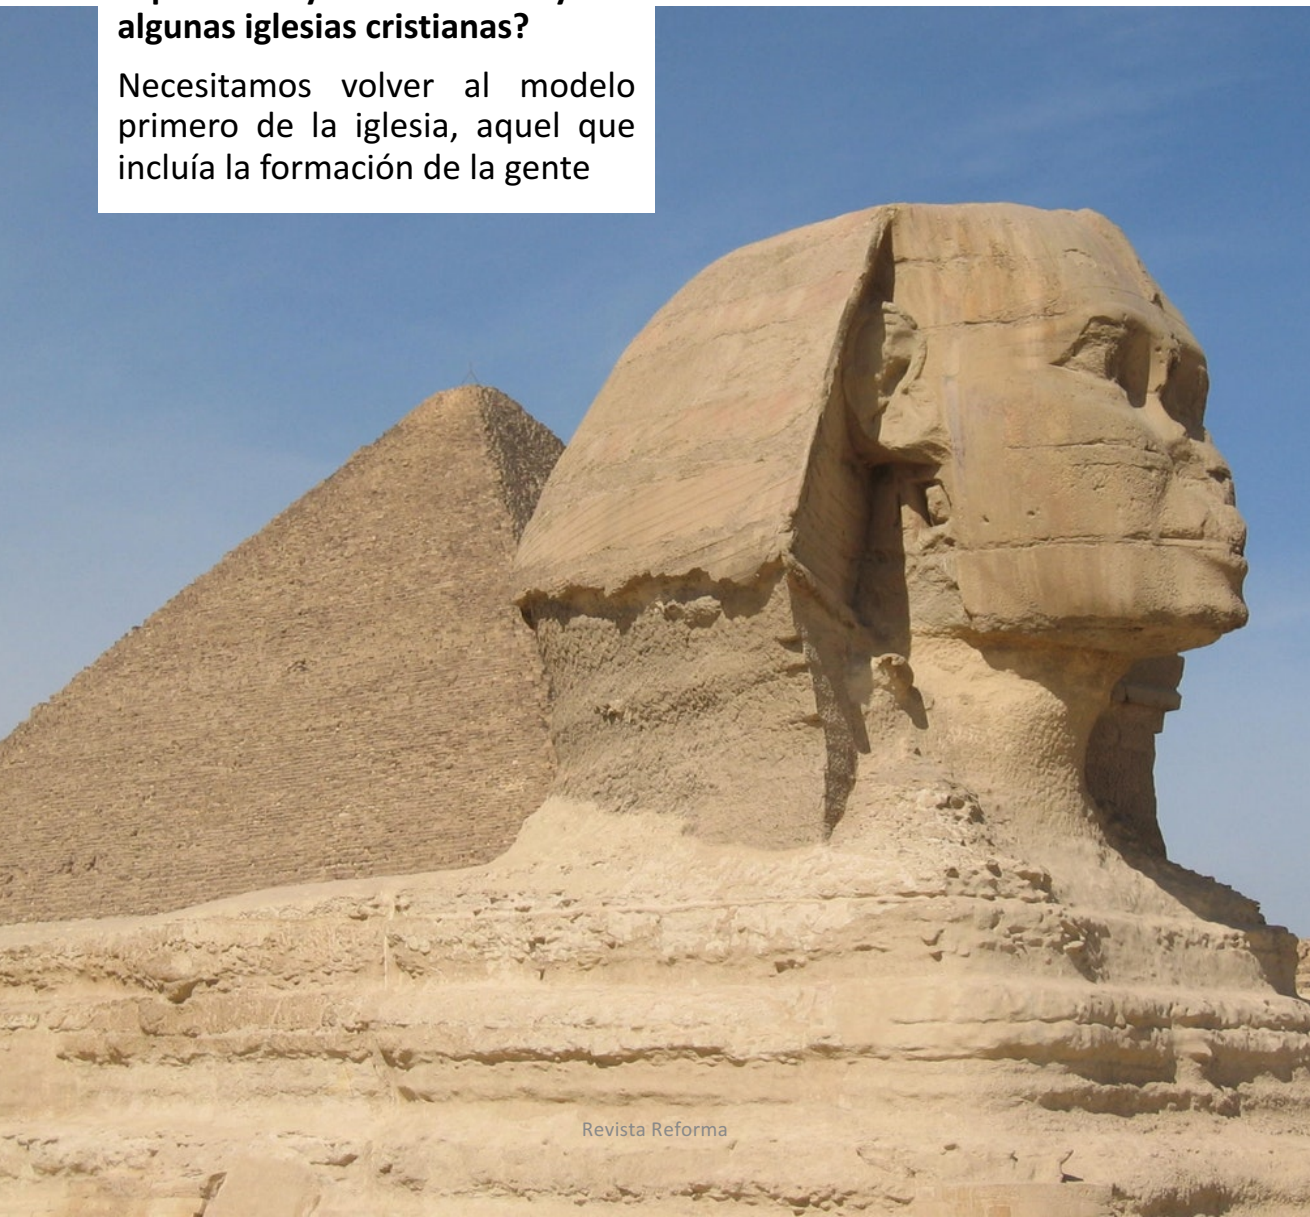 algunas iglesias cristianas?
Necesitamos volver al modelo
primero de la iglesia, aquel que
incluía la formación de la gente
Revista Reforma